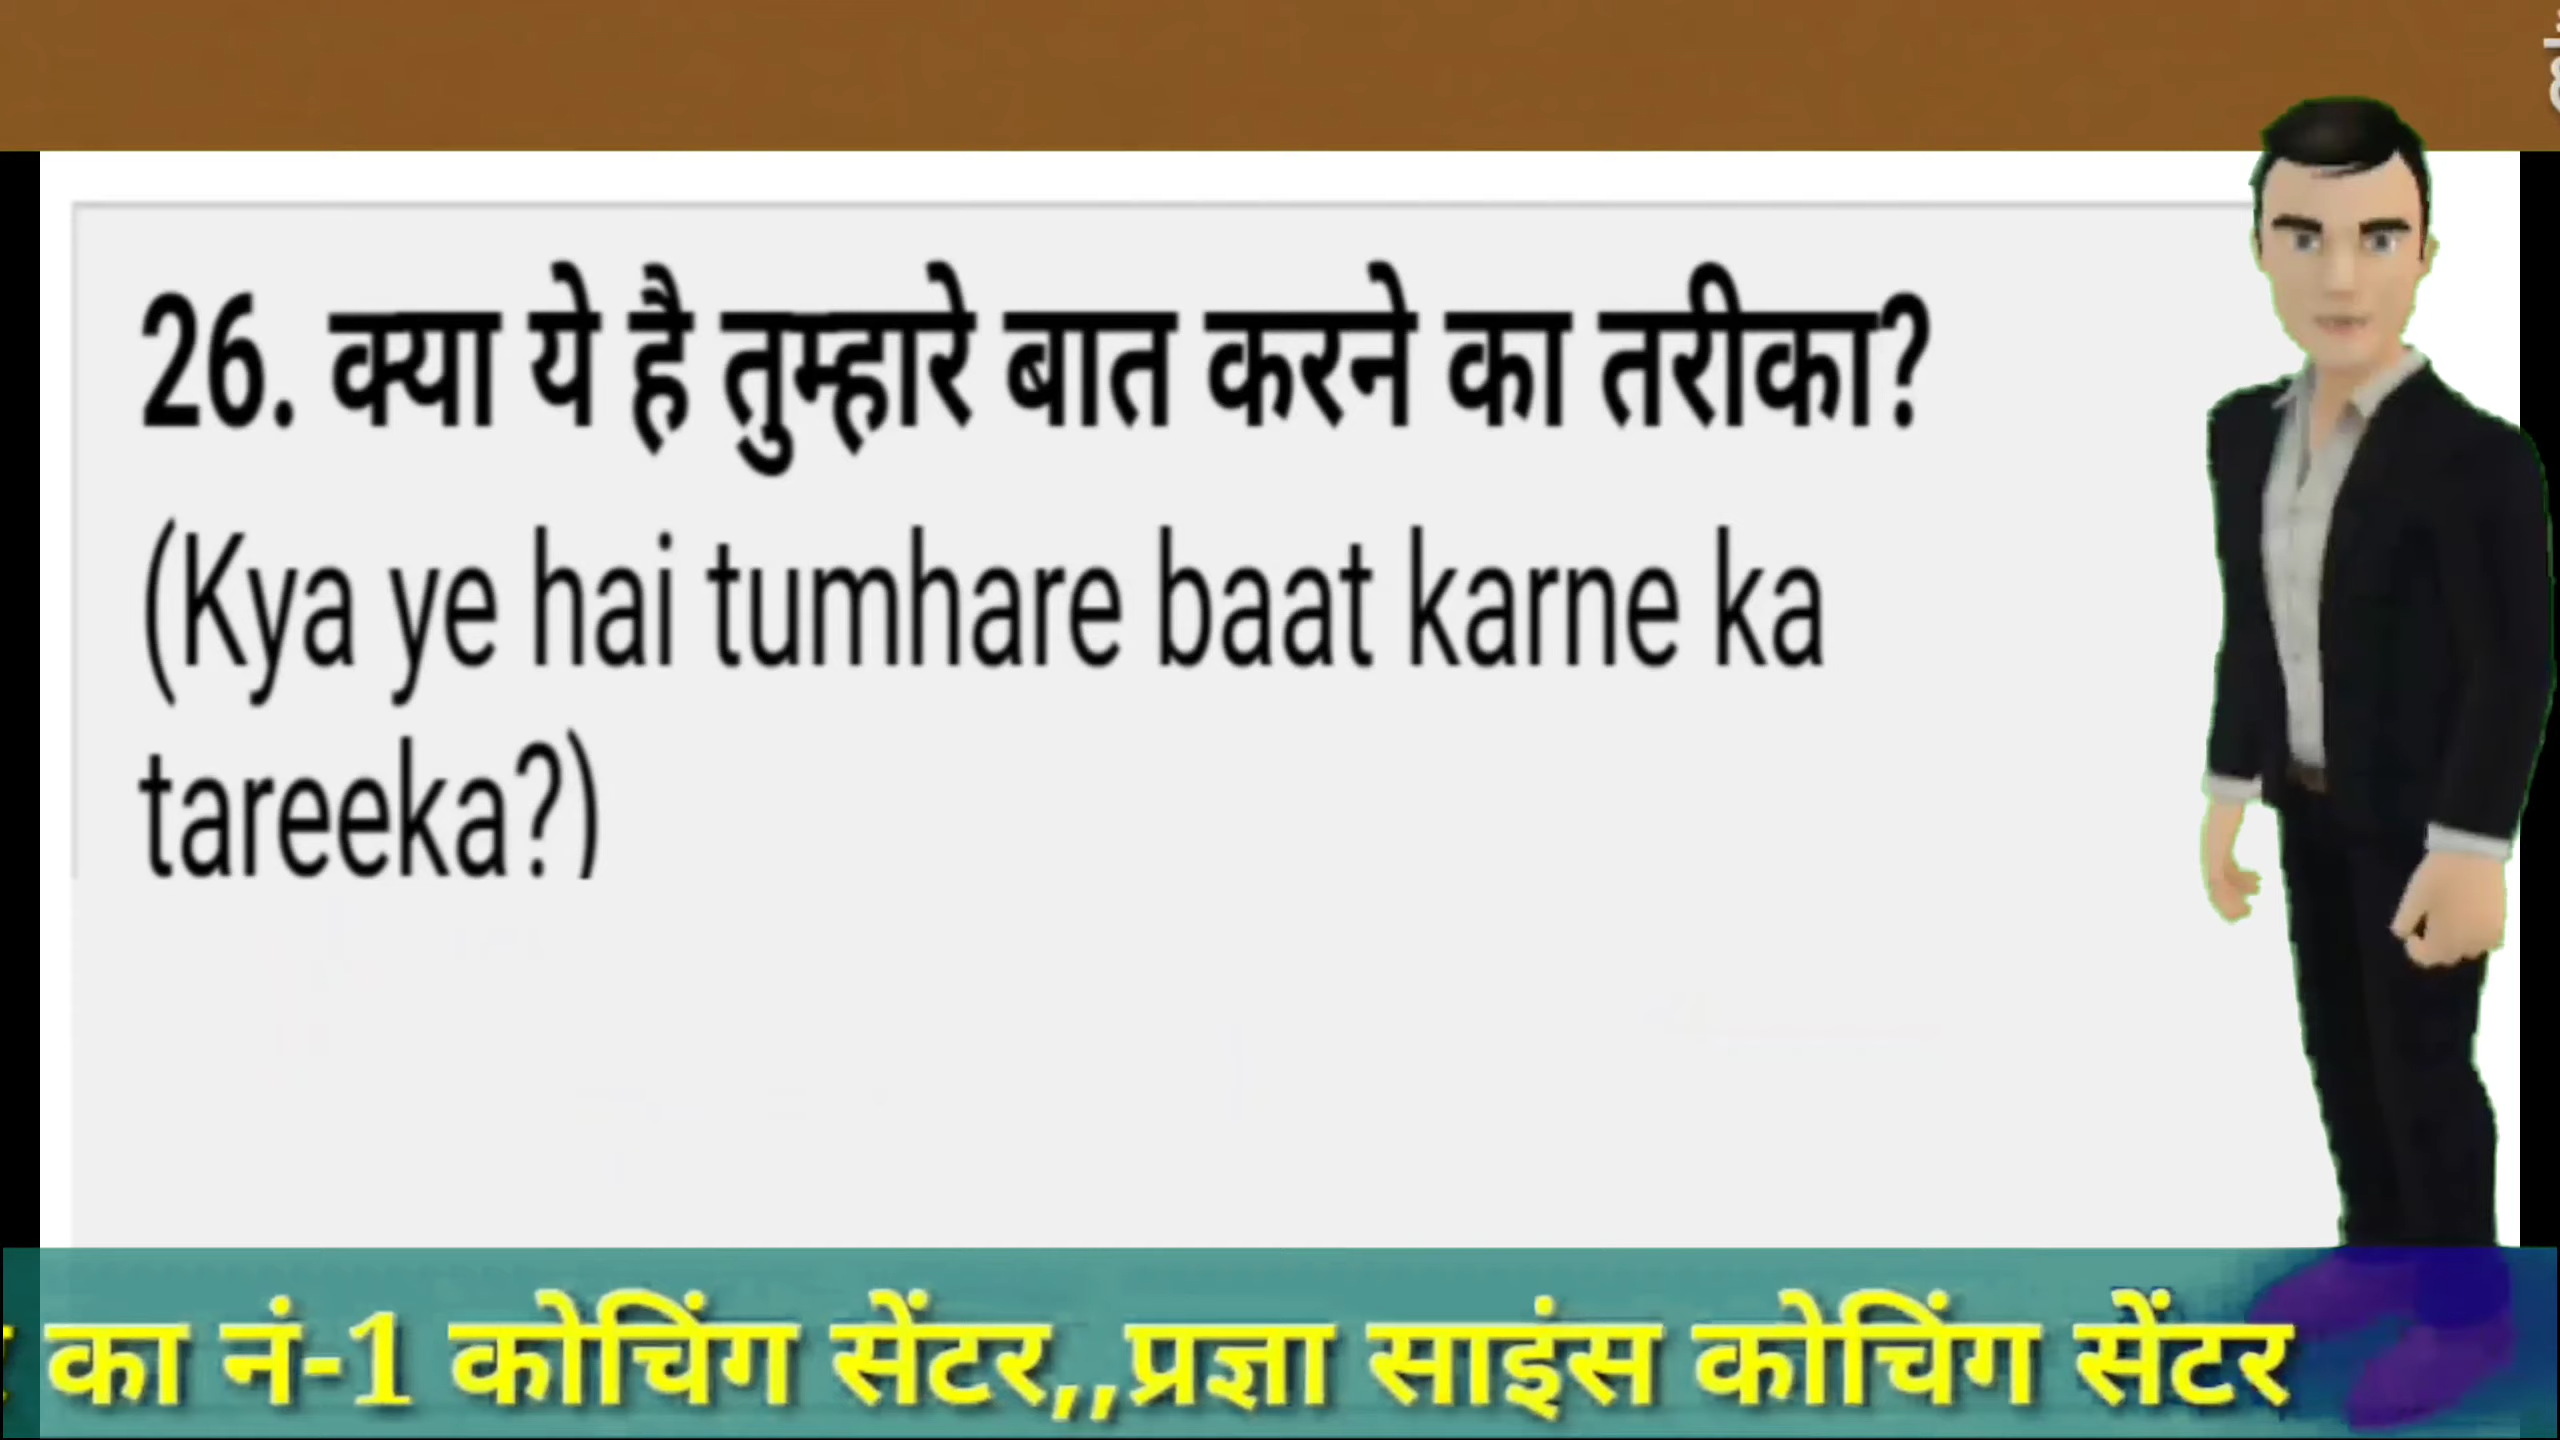 26. क्या ये है तुम्हारे बात करने का तरीका?
(Kya ye hai tumhare baat karne ka
tareeka?)
का नं-1 कोचिंग सेंटर,,प्रज्ञा साइंस कोचिंग सेंटर